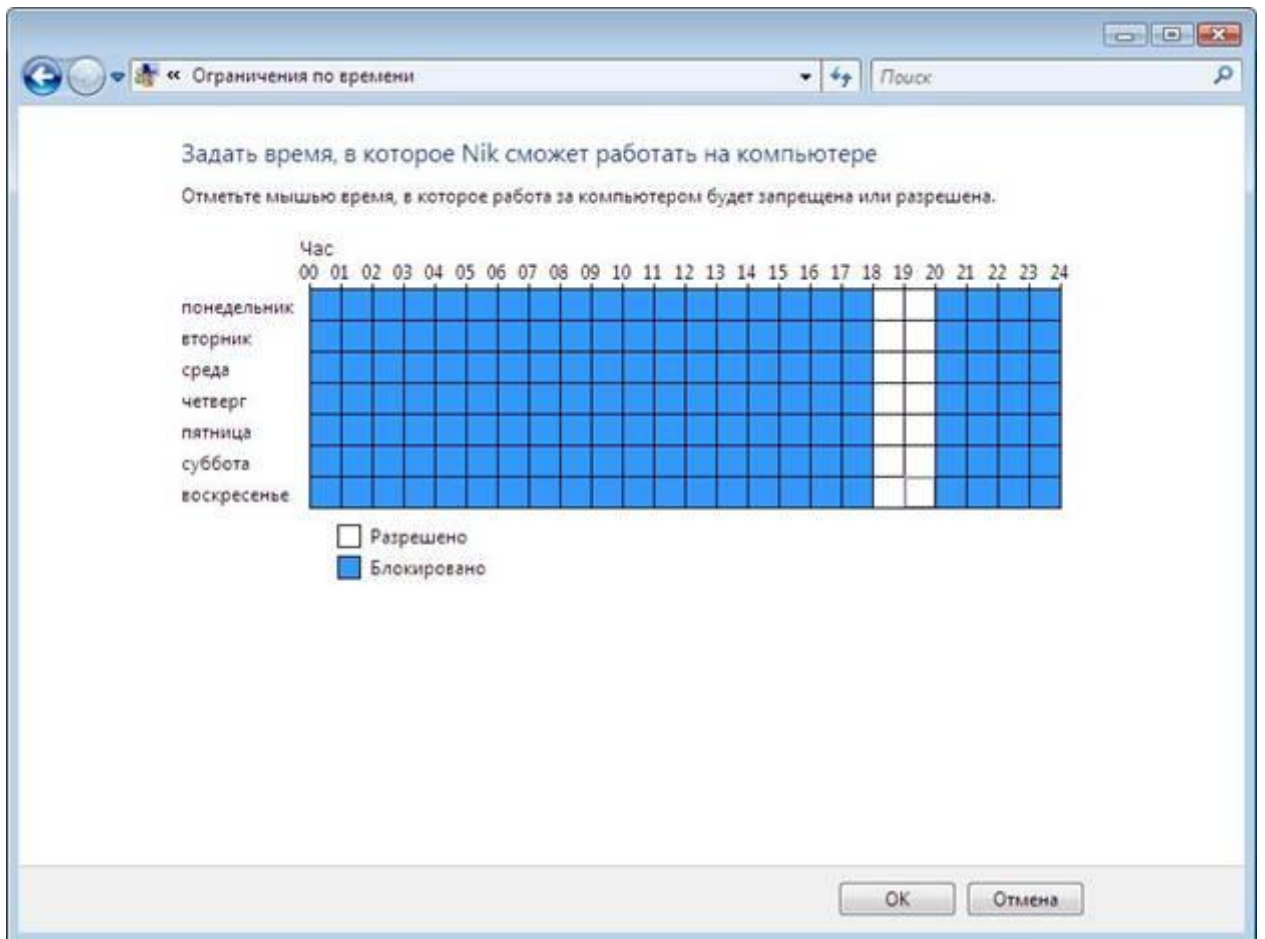 « Ограничения по времени
Поиск
Задать время, в которое Nik сможет работать на компьютере
Отметьте мышью время, в которое работа за компьютером будет запрещена или разрешена.
Час
00 01 02 03 04 05 06 07 08 09 10 11 12 13 14 15 16 17 18 19 20 21 22 23 24
понедельник
вторник
среда
четверг
пятница
суббота
воскресенье
Разрешено
Блокировано
ОК Отмена